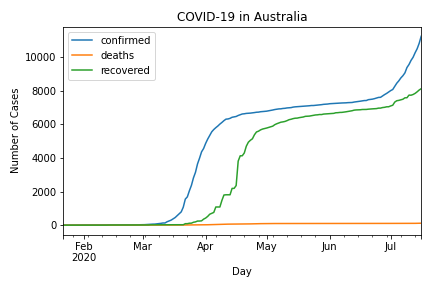 COVID-19 in Australia
confirmed
deaths
recovered
Number of Cases
10000
8000
6000
4000
2000
0
Feb Mar Apr May Jun Jul
2020
Day